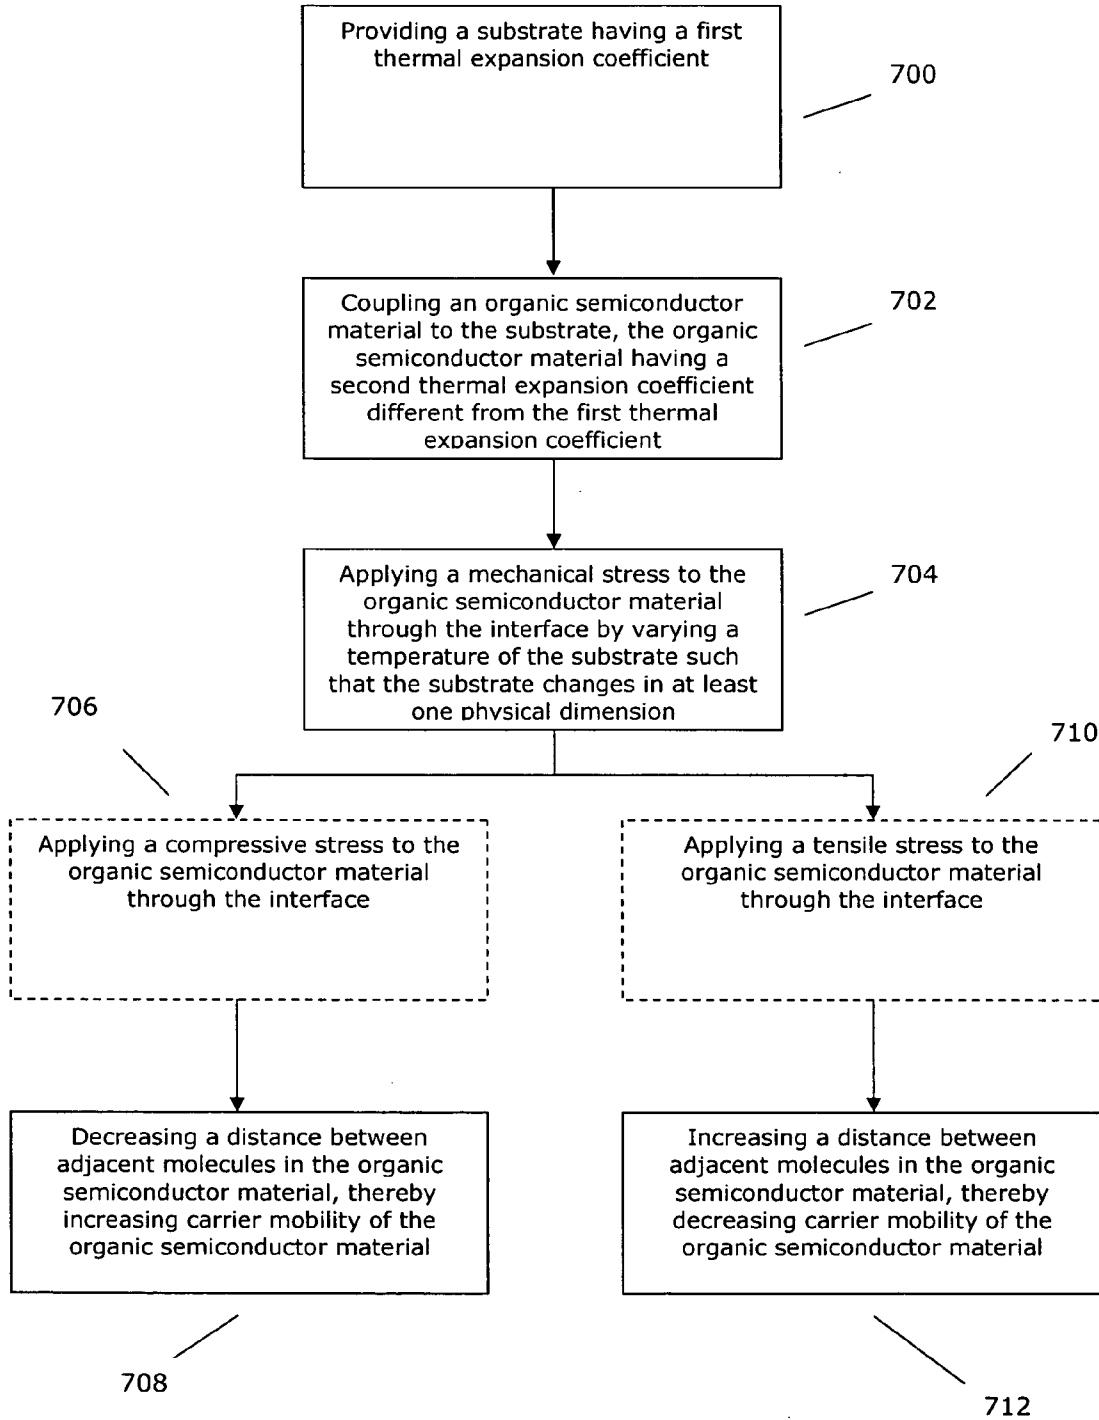 Providing a substrate having a first
thermal expansion coefficient
700
Coupling an organic semiconductor
material to the substrate, the organic
semiconductor material having a
second thermal expansion coefficient
different from the first thermal
expansion coefficient
702
Applying a mechanical stress to the
organic semiconductor material
through the interface by varying a
temperature of the substrate such
that the substrate changes in at least
one physical dimension
704
706
710
Applying a compressive stress to the
organic semiconductor material
through the interface
Applying a tensile stress to the
organic semiconductor material
through the interface
Decreasing a distance between
adjacent molecules in the organic
semiconductor material, thereby
increasing carrier mobility of the
organic semiconductor material
Increasing a distance between
adjacent molecules in the organic
semiconductor material, thereby
decreasing carrier mobility of the
organic semiconductor material
708
712